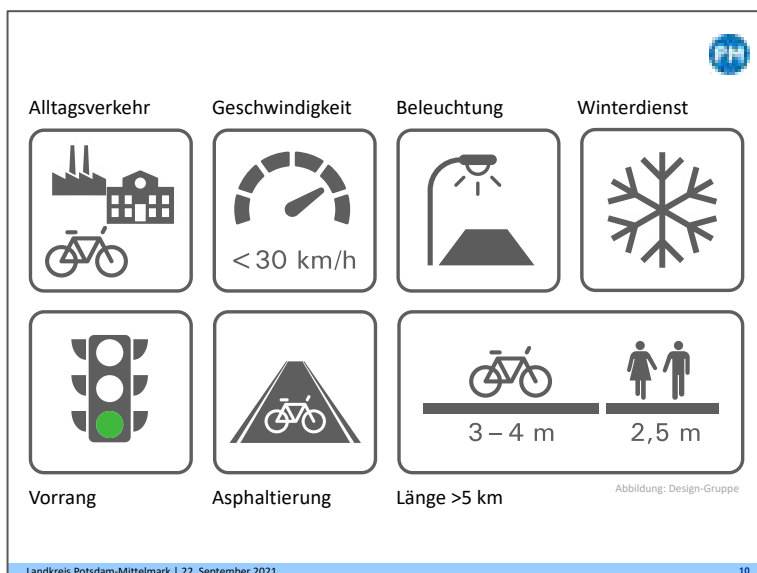 PM
Alltagsverkehr Geschwindigkeit Beleuchtung Winterdienst
<30 km/h
3–4 m 2,5 m
Vorrang Asphaltierung Länge >5 km
Abbildung: Design-Gruppe
Landkreis Potsdam-Mittelmark | 22. September 2021 10